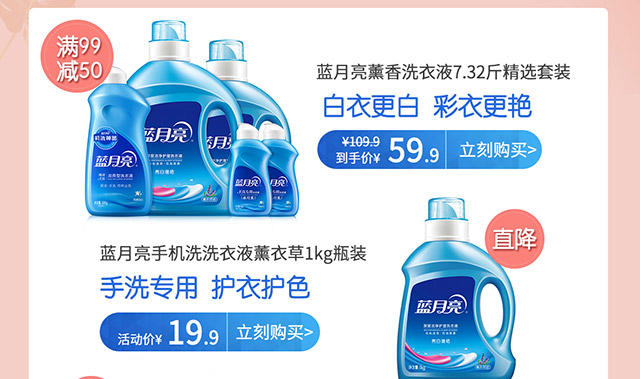 满99
减50
蓝月亮薰香洗衣液7.32斤精选套装
白衣更白 彩衣更艳
¥109.9
到手价¥ 59.9 立刻购买>
蓝月亮
蓝月亮
蓝月亮手机洗洗衣液薰衣草1kg瓶装
手洗专用 护衣护色
活动价¥ 19.9 立刻购买>
直降
蓝月亮
亮白增艳